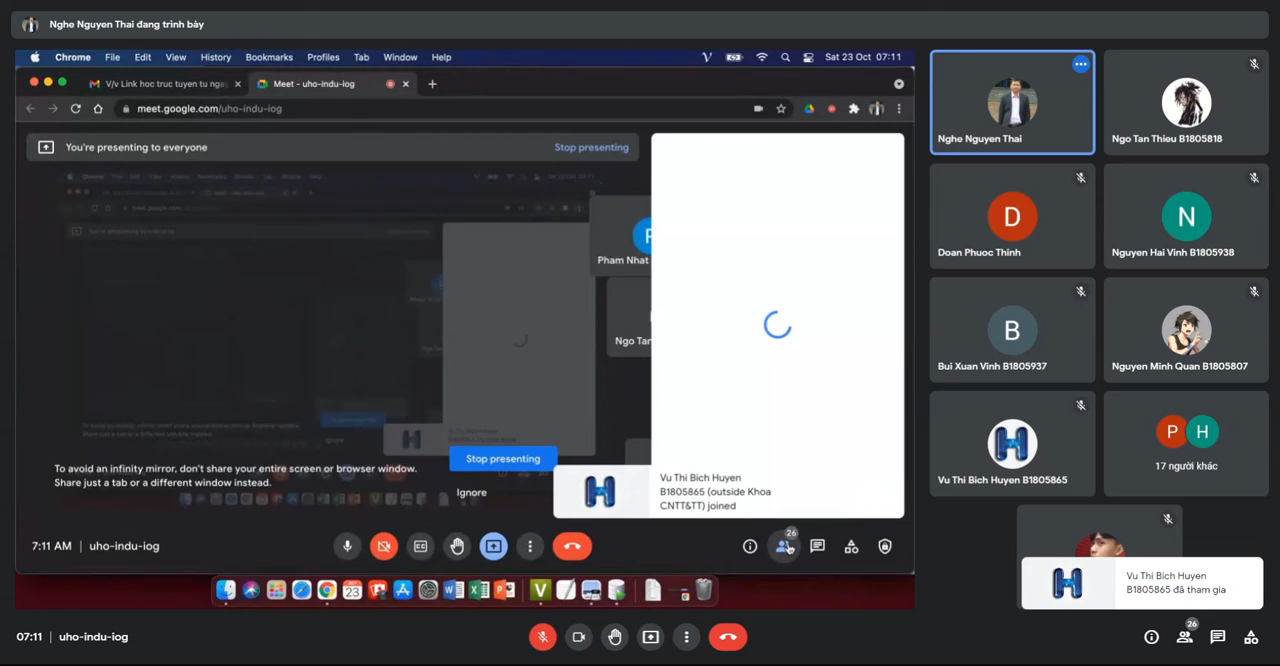 Nghe Nguyen Thai đang trình bày
Chrome File Edit View History Bookmarks Profiles Tab Window Help
Sat 23 Oct 07:11
V/v Link hoc truc tuyen tu nga
Meet - uho-indu-iog
meet.google.com/uho-indu-iog
You're presenting to everyone
Stop presenting
Pham Nhat
Ngo Tan
To avoid an infinity mirror, don't share your entire screen or browser window.
Share just a tab or a different window instead.
Stop presenting
Ignore
Vu Thi Bich Huyen
B1805865 (outside Khoa
CNTT&TT) joined
7:11 AM | uho-indu-iog
26
23
Nghe Nguyen Thai
Ngo Tan Thieu B1805818
D
Doan Phuoc Thinh
N
Nguyen Hai Vinh B1805938
B
Bui Xuan Vinh B1805937
Nguyen Minh Quan B1805807
Vu Thi Bich Huyen B1805865
P H
17 người khác
Vu Thi Bich Huyen
B1805865 đã tham gia
07:11 | uho-indu-iog
26